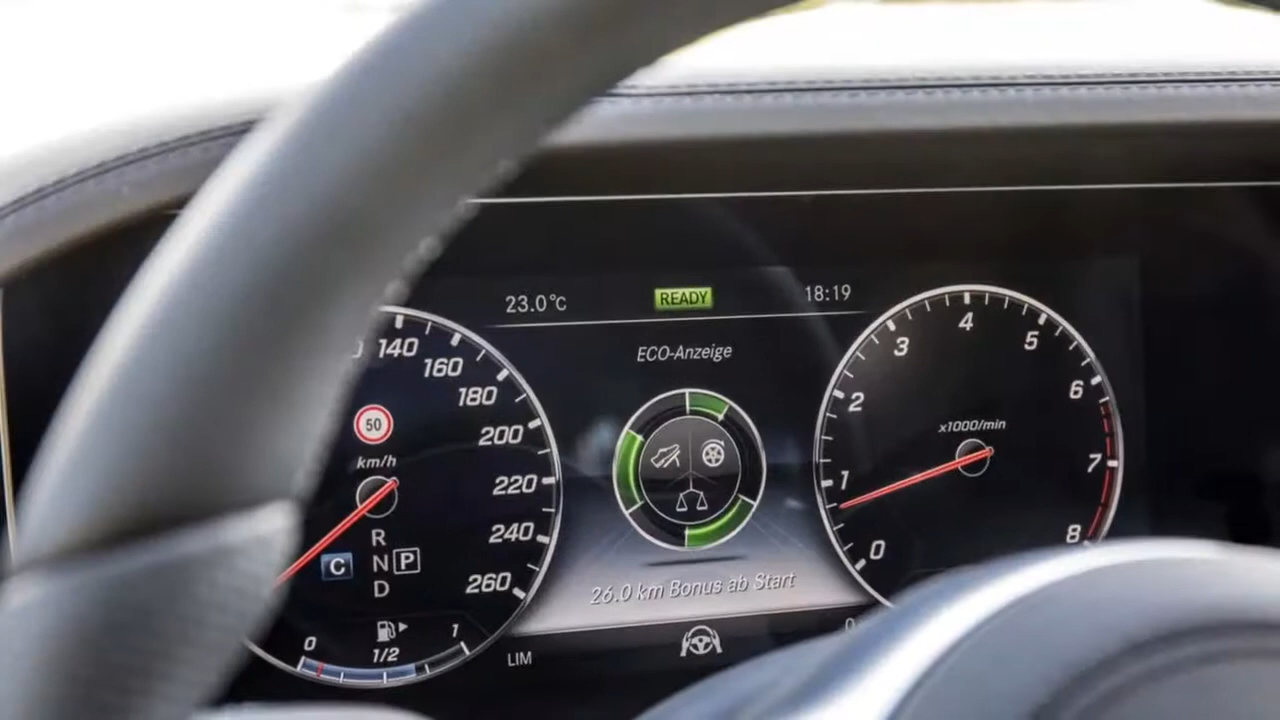 23.0°C READY 18:19
ECO-Anzeige
26.0 km Bonus ab Start
140
160
180
200
220
240
260
50
km/h
R
C N P
D
0 1/2 1
LIM
x1000/min
0
1
2
3
4
5
6
7
8